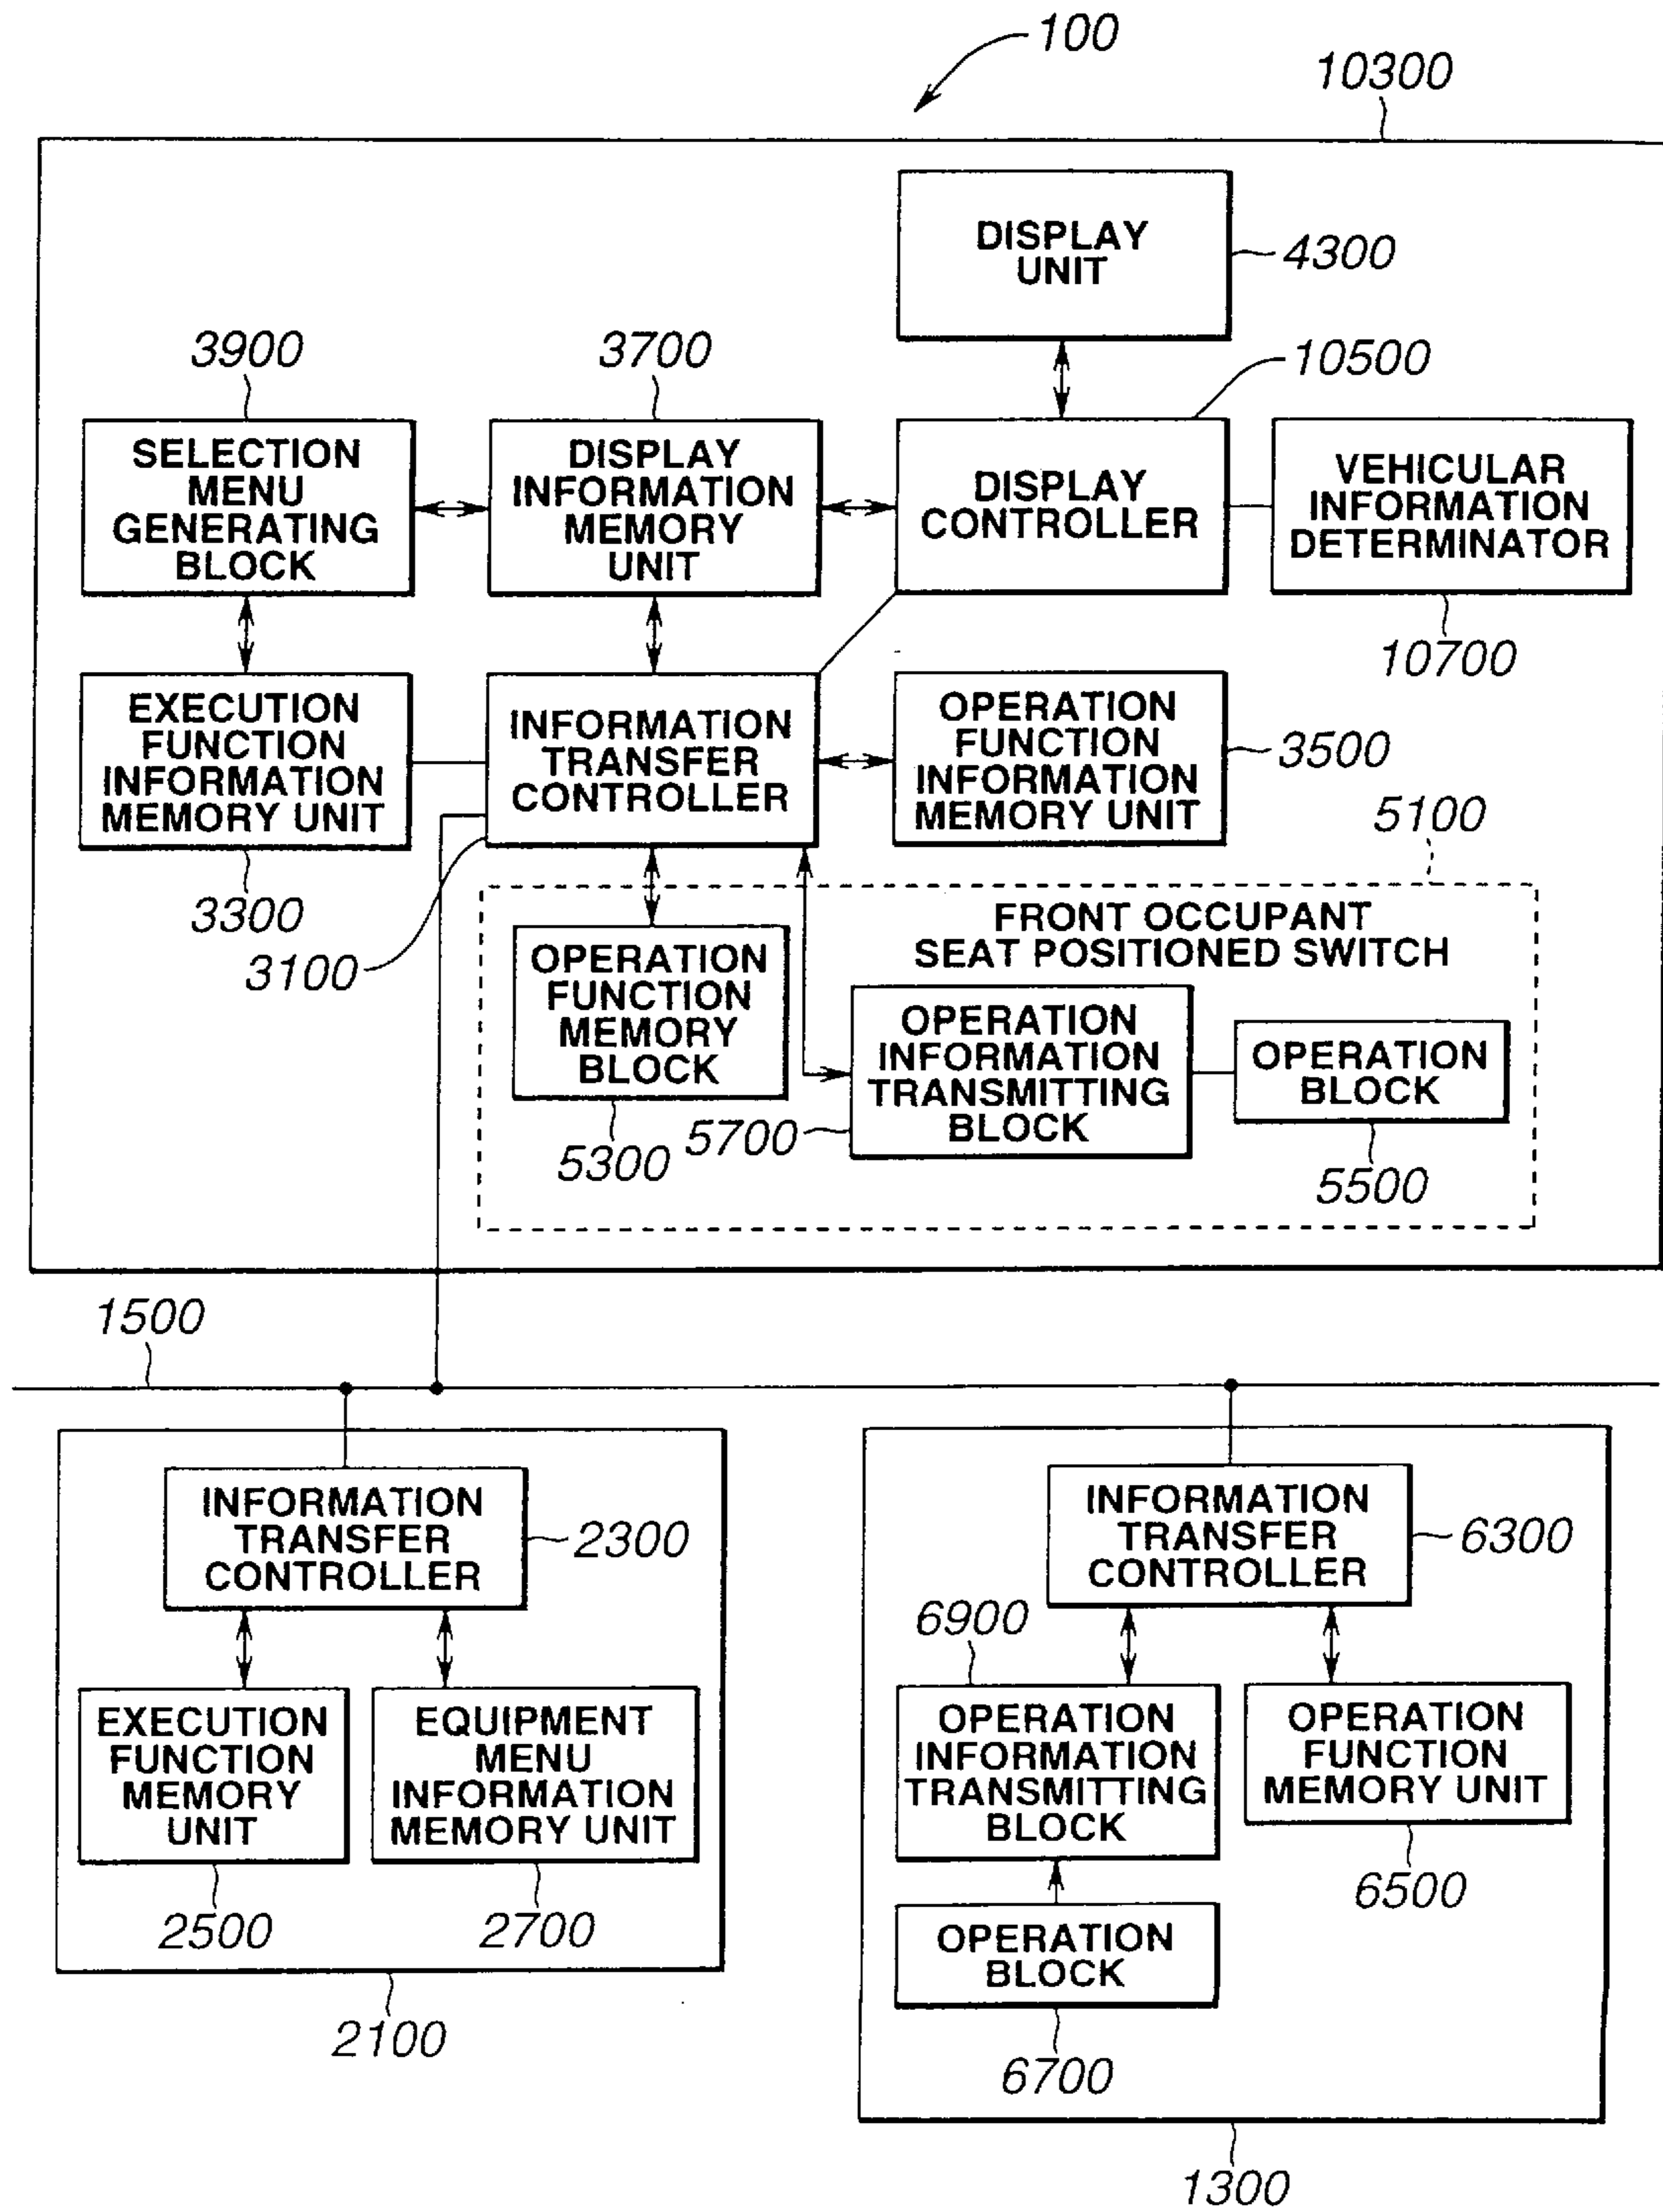 100
10300
DISPLAY
UNIT
4300
3900
3700
10500
SELECTION
MENU
GENERATING
BLOCK
DISPLAY
INFORMATION
MEMORY
UNIT
DISPLAY
CONTROLLER
VEHICULAR
INFORMATION
DETERMINATOR
10700
EXECUTION
FUNCTION
INFORMATION
MEMORY UNIT
INFORMATION
TRANSFER
CONTROLLER
OPERATION
FUNCTION
INFORMATION
MEMORY UNIT
3500
5100
3300
3100
FRONT OCCUPANT
SEAT POSITIONED SWITCH
OPERATION
FUNCTION
MEMORY
BLOCK
OPERATION
INFORMATION
TRANSMITTING
BLOCK
OPERATION
BLOCK
5300
5700
5500
1500
INFORMATION
TRANSFER
CONTROLLER
2300
EXECUTION
FUNCTION
MEMORY
UNIT
EQUIPMENT
MENU
INFORMATION
MEMORY UNIT
2500
2700
2100
INFORMATION
TRANSFER
CONTROLLER
6300
6900
OPERATION
INFORMATION
TRANSMITTING
BLOCK
OPERATION
FUNCTION
MEMORY UNIT
6500
OPERATION
BLOCK
6700
1300